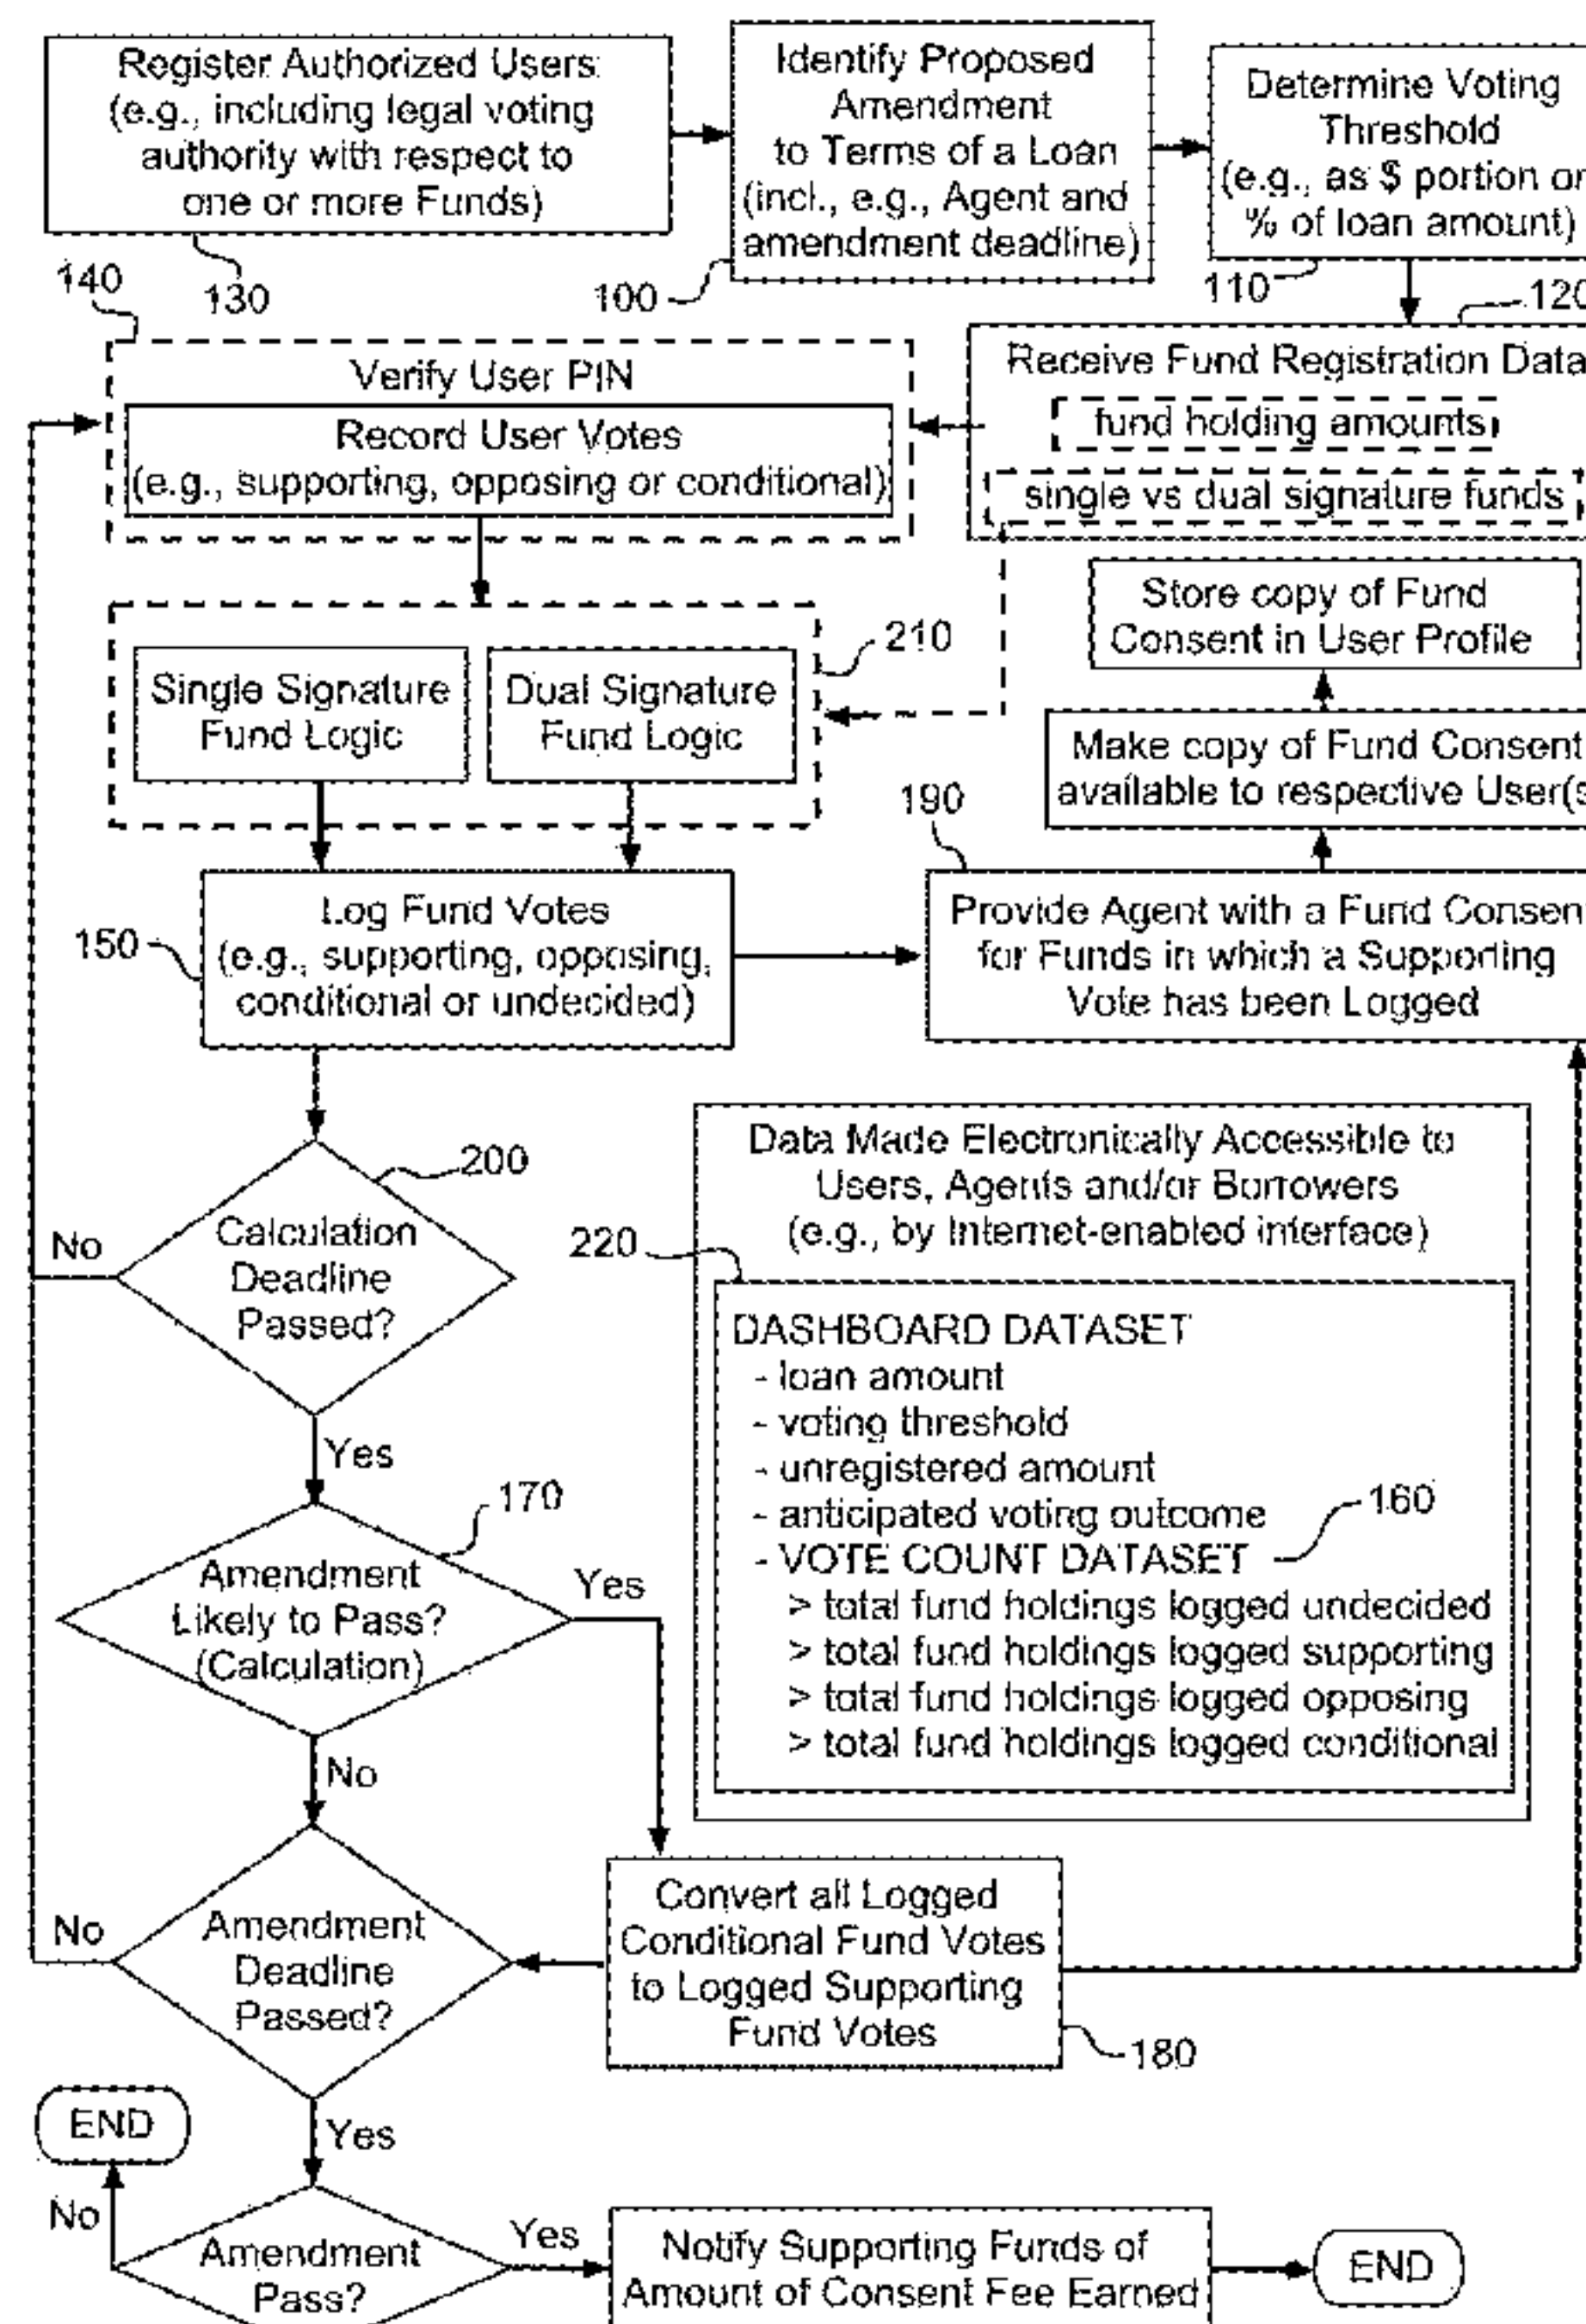 Register Authorized Users
(e.g., including legal voting
authority with respect to
one or more Funds)
130
Identify Proposed
Amendment
to Terms of a Loan
(incl., e.g., Agent and
amendment deadline)
100
Determine Voting
Threshold
(e.g., as $ portion or
% of loan amount)
110
120
Receive Fund Registration Data
fund holding amounts
single vs dual signature funds
140
Verify User PIN
Record User Votes
(e.g., supporting, opposing or conditional)
210
Single Signature
Fund Logic
Dual Signature
Fund Logic
Store copy of Fund
Consent in User Profile
Make copy of Fund Consent
available to respective User(s
190
Provide Agent with a Fund Consent
for Funds in which a Supporting
Vote has been Logged
150
Log Fund Votes
(e.g., supporting, opposing,
conditional or undecided)
200
Calculation
Deadline
Passed?
No
Yes
Data Made Electronically Accessible to
Users, Agents and/or Borrowers
(e.g., by Internet-enabled interface)
220
DASHBOARD DATASET
- loan amount
- voting threshold
- unregistered amount
- anticipated voting outcome
- VOTE COUNT DATASET
160
> total fund holdings logged undecided
> total fund holdings logged supporting
> total fund holdings logged opposing
> total fund holdings logged conditional
170
Amendment
Likely to Pass?
(Calculation)
Yes
No
Convert all Logged
Conditional Fund Votes
to Logged Supporting
Fund Votes
180
Amendment
Deadline
Passed?
No
Yes
END
No
Amendment
Pass?
Yes
Notify Supporting Funds of
Amount of Consent Fee Earned
END